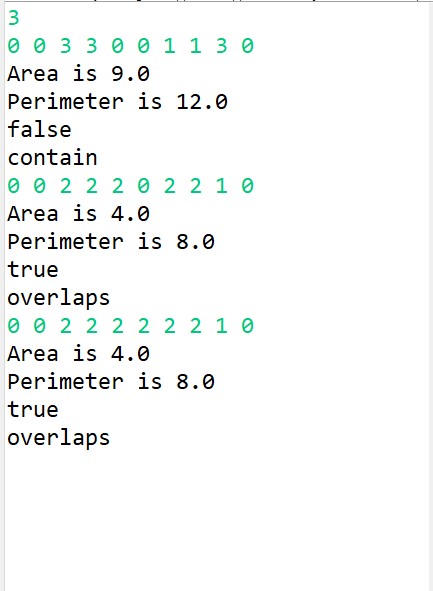 3
0 0 3 3 0 0 1 1 3 0
Area is 9.0
Perimeter is 12.0
false
contain
0 0 2 2 2 0 2 2 1 0
Area is 4.0
Perimeter is 8.0
true
overlaps
0 0 2 2 2 2 2 2 1 0
Area is 4.0
Perimeter is 8.0
true
overlaps